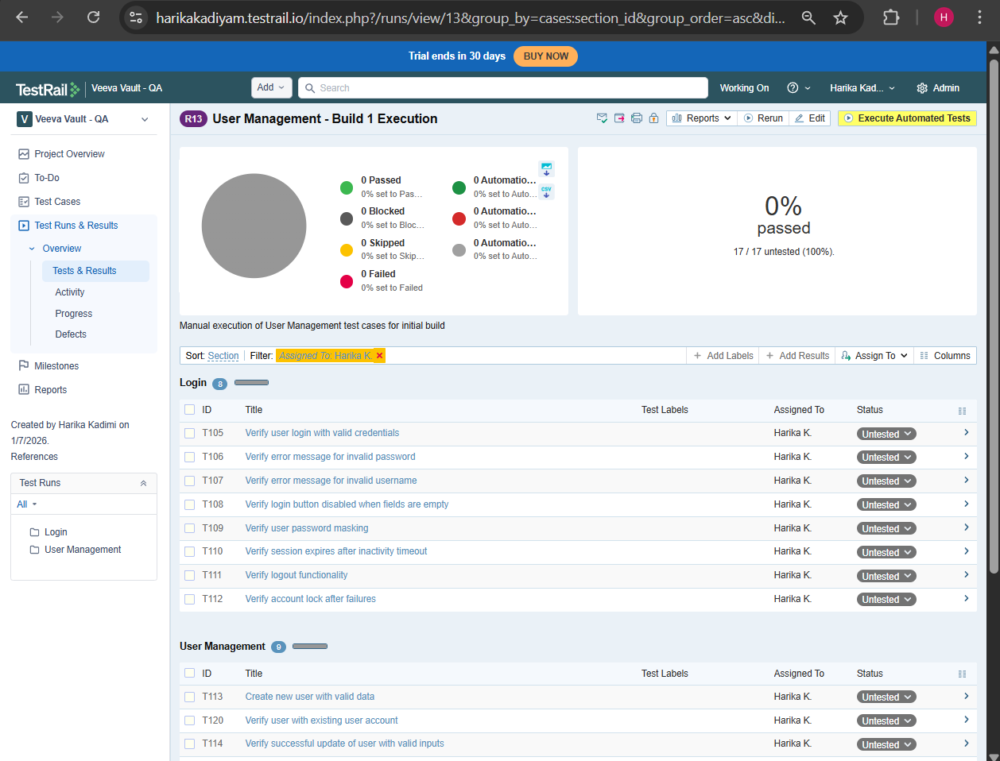 harikakadiyam.testrail.io/index.php?/runs/view/13&group_by=cases:section_id&group_order=asc&di...
H
Trial ends in 30 days BUY NOW
TestRail Veeva Vault - QA Add Search Working On Harika Kad... Admin
V Veeva Vault - QA
Project Overview
To-Do
Test Cases
Test Runs & Results
Overview
Tests & Results
Activity
Progress
Defects
Milestones
Reports
Created by Harika Kadimi on
1/7/2026.
References
Test Runs
All
Login
User Management
R13 User Management - Build 1 Execution
Reports Rerun Edit Execute Automated Tests
0 Passed
0% set to Pas...
0 Blocked
0% set to Bloc...
0 Skipped
0% set to Skip...
0 Failed
0% set to Failed
0 Automatio...
0% set to Auto...
0 Automatio...
0% set to Auto...
0 Automatio...
0% set to Auto...
CSV
0%
passed
17 / 17 untested (100%).
Manual execution of User Management test cases for initial build
Sort: Section Filter: Assigned To: Harika K. Add Labels Add Results Assign To Columns
Login 8
ID Title Test Labels Assigned To Status
T105 Verify user login with valid credentials Harika K. Untested
T106 Verify error message for invalid password Harika K. Untested
T107 Verify error message for invalid username Harika K. Untested
T108 Verify login button disabled when fields are empty Harika K. Untested
T109 Verify user password masking Harika K. Untested
T110 Verify session expires after inactivity timeout Harika K. Untested
T111 Verify logout functionality Harika K. Untested
T112 Verify account lock after failures Harika K. Untested
User Management 9
ID Title Test Labels Assigned To Status
T113 Create new user with valid data Harika K. Untested
T120 Verify user with existing user account Harika K. Untested
T114 Verify successful update of user with valid inputs Harika K. Untested